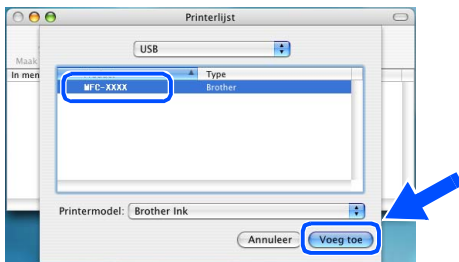 Printerlijst
USB
Maak
In men
Type
MFC-XXXX Brother
Printermodel: Brother Ink
Annuleer Voeg toe